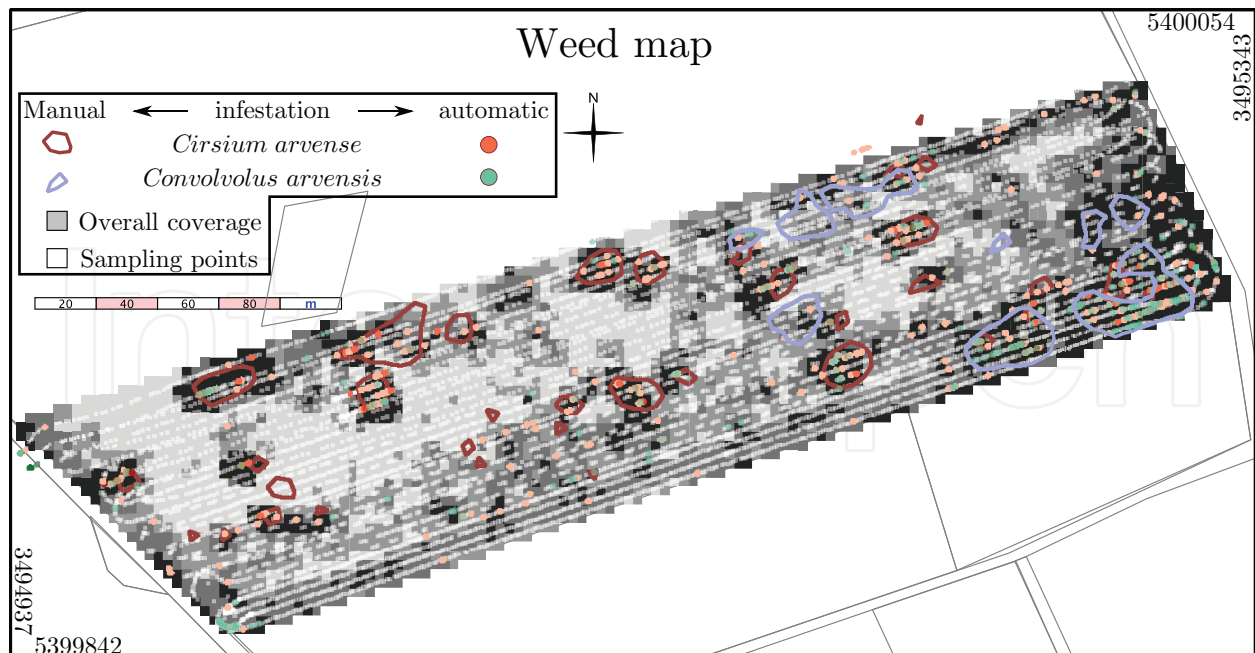 Weed map
5400054
3495343
Manual infestation automatic
Cirsium arvense
Convolvolus arvensis
Overall coverage
Sampling points
N
20 40 60 80 m
3494937
5399842